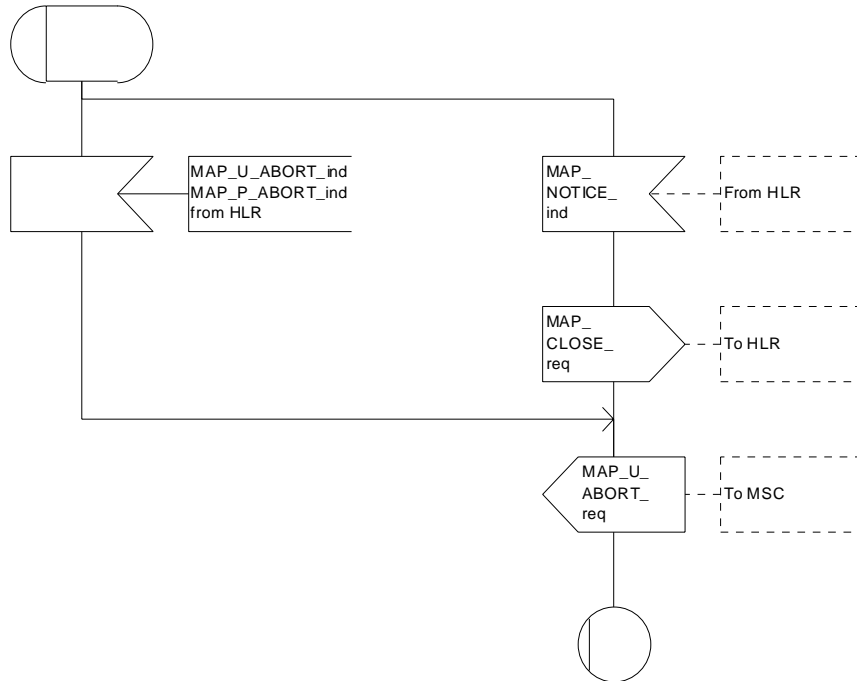 MAP_U_ABORT_ind
MAP_P_ABORT_ind
from HLR
MAP_
NOTICE_
ind
From HLR
MAP_
CLOSE_
req
To HLR
MAP_U_
ABORT_
req
To MSC